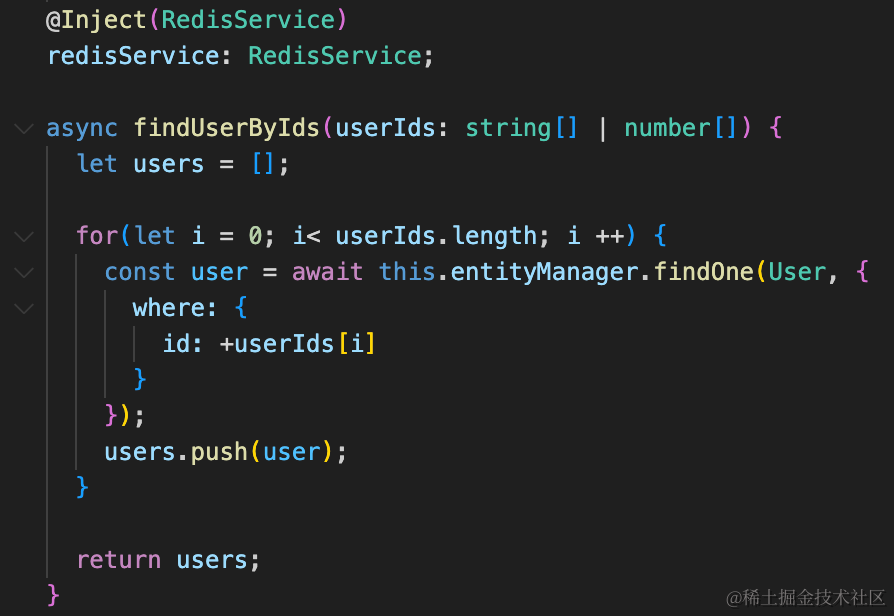 @Inject(RedisService)
redisService: RedisService;
async findUserByIds(userIds: string[] | number[]) {
let users = [];
for(let i = 0; i< userIds.length; i ++) {
const user = await this.entityManager.findOne(User, {
where: {
id: +userIds[i]
}
});
users.push(user);
}
return users;
}
@稀土掘金技术社区